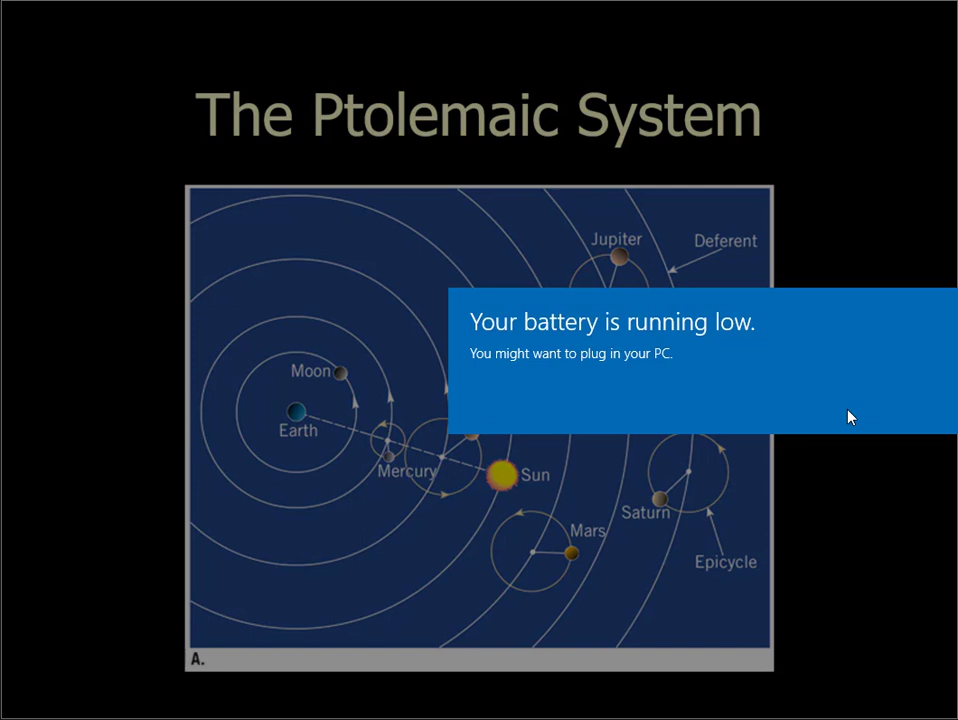 The Ptolemaic System
Jupiter
Deferent
Your battery is running low.
You might want to plug in your PC.
Moon
Earth
Mercury
Sun
Saturn
Mars
Epicycle
A.